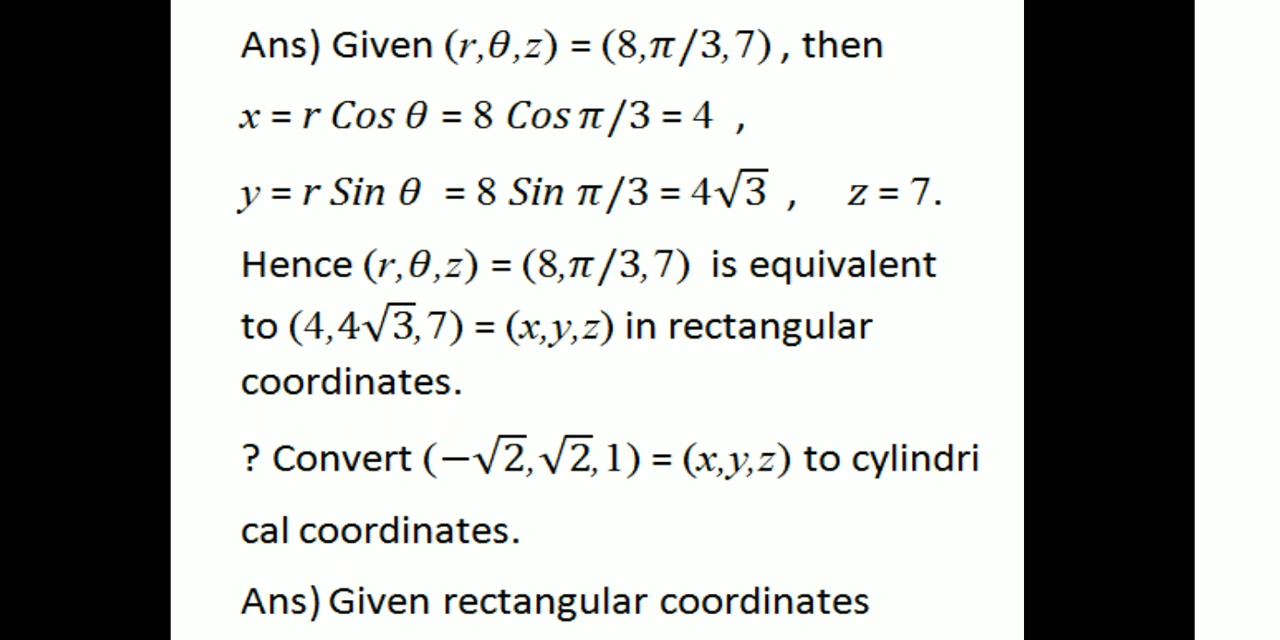 Ans) Given (r,θ,z) = (8,π/3,7) , then
x = r Cos θ = 8 Cos π/3 = 4 ,
y = r Sin θ = 8 Sin π/3 = 4√3 , z = 7.
Hence (r,θ,z) = (8,π/3,7) is equivalent
to (4,4√3,7) = (x,y,z) in rectangular
coordinates.
? Convert (−√2,√2,1) = (x,y,z) to cylindri
cal coordinates.
Ans) Given rectangular coordinates